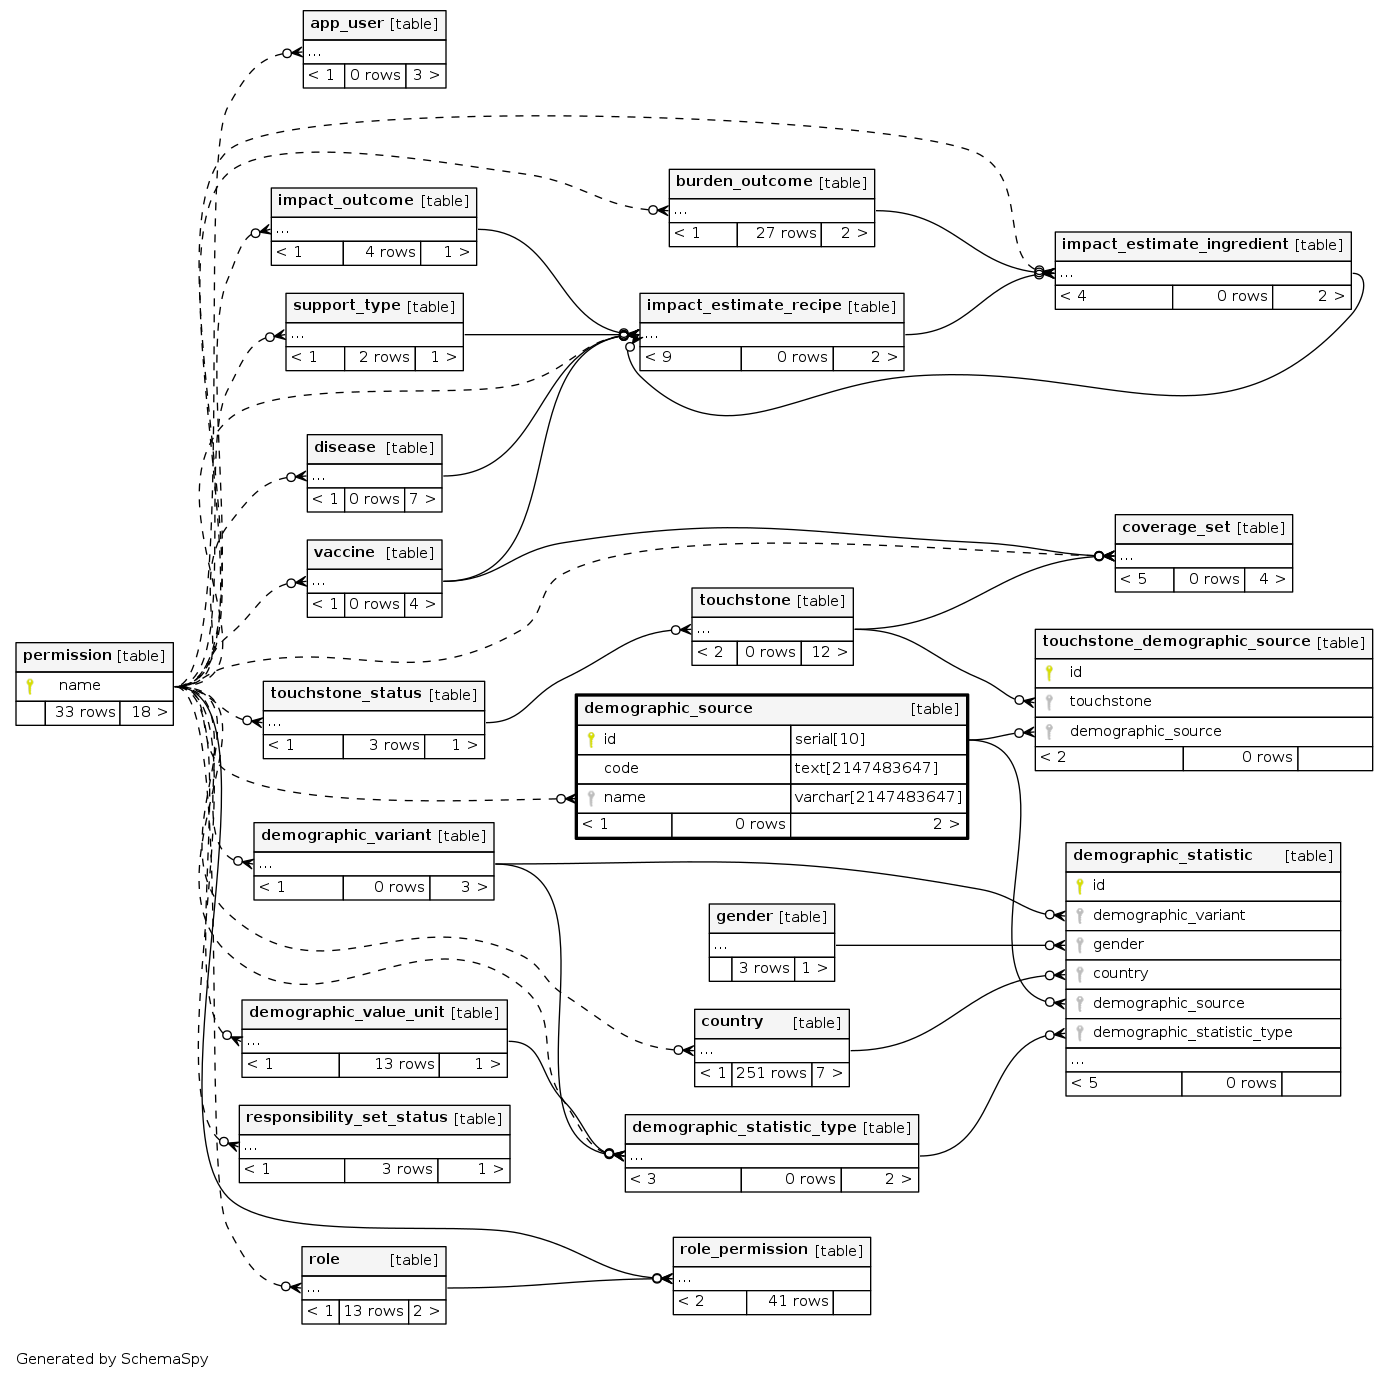 app_user [table]
...
< 1 0 rows 3 >
burden_outcome [table]
...
< 1 27 rows 2 >
impact_outcome [table]
...
< 1 4 rows 1 >
impact_estimate_ingredient [table]
...
< 4 0 rows 2 >
support_type [table]
...
< 1 2 rows 1 >
impact_estimate_recipe [table]
...
< 9 0 rows 2 >
disease [table]
...
< 1 0 rows 7 >
vaccine [table]
...
< 1 0 rows 4 >
coverage_set [table]
...
< 5 0 rows 4 >
touchstone [table]
...
< 2 0 rows 12 >
permission [table]
name
33 rows 18 >
touchstone_demographic_source [table]
id
touchstone
demographic_source
< 2 0 rows
touchstone_status [table]
...
< 1 3 rows 1 >
demographic_source [table]
id serial[10]
code text[2147483647]
name varchar[2147483647]
< 1 0 rows 2 >
demographic_variant [table]
...
< 1 0 rows 3 >
demographic_statistic [table]
id
demographic_variant
gender
country
demographic_source
demographic_statistic_type
...
< 5 0 rows
gender [table]
...
3 rows 1 >
demographic_value_unit [table]
...
< 1 13 rows 1 >
country [table]
...
< 1 251 rows 7 >
responsibility_set_status [table]
...
< 1 3 rows 1 >
demographic_statistic_type [table]
...
< 3 0 rows 2 >
role [table]
...
< 1 13 rows 2 >
role_permission [table]
...
< 2 41 rows
Generated by SchemaSpy